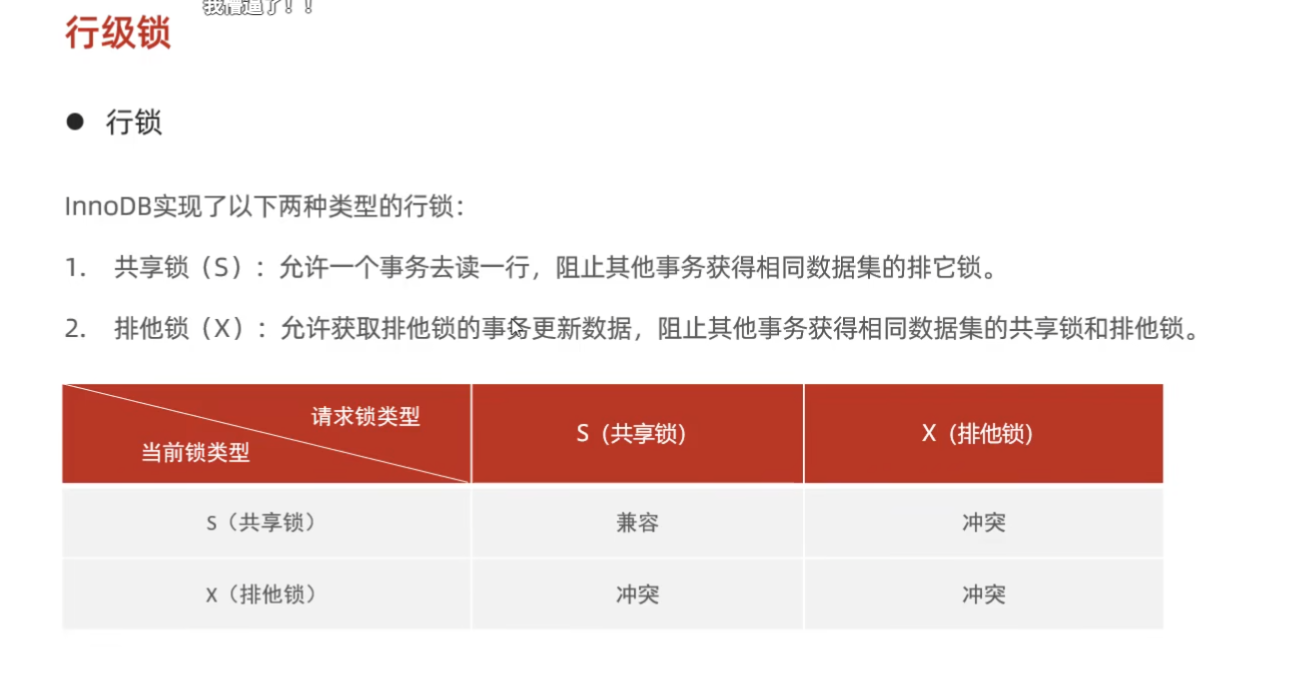 我懵逼了！！
行级锁
● 行锁
InnoDB实现了以下两种类型的行锁：
1. 共享锁（S）：允许一个事务去读一行，阻止其他事务获得相同数据集的排它锁。
2. 排他锁（X）：允许获取排他锁的事务更新数据，阻止其他事务获得相同数据集的共享锁和排他锁。
请求锁类型
当前锁类型
S（共享锁）
X（排他锁）
S（共享锁）
兼容
冲突
X（排他锁）
冲突
冲突